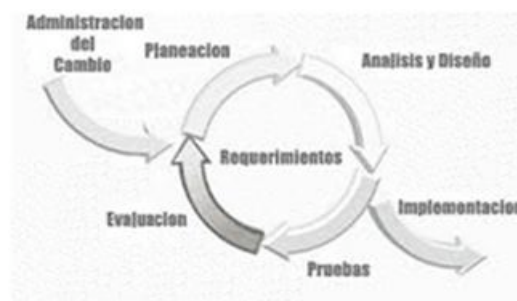 Administracion
del
Cambio
Planeacion
Analisis y Diseño
Requerimientos
Evaluacion
Implementacion
Pruebas